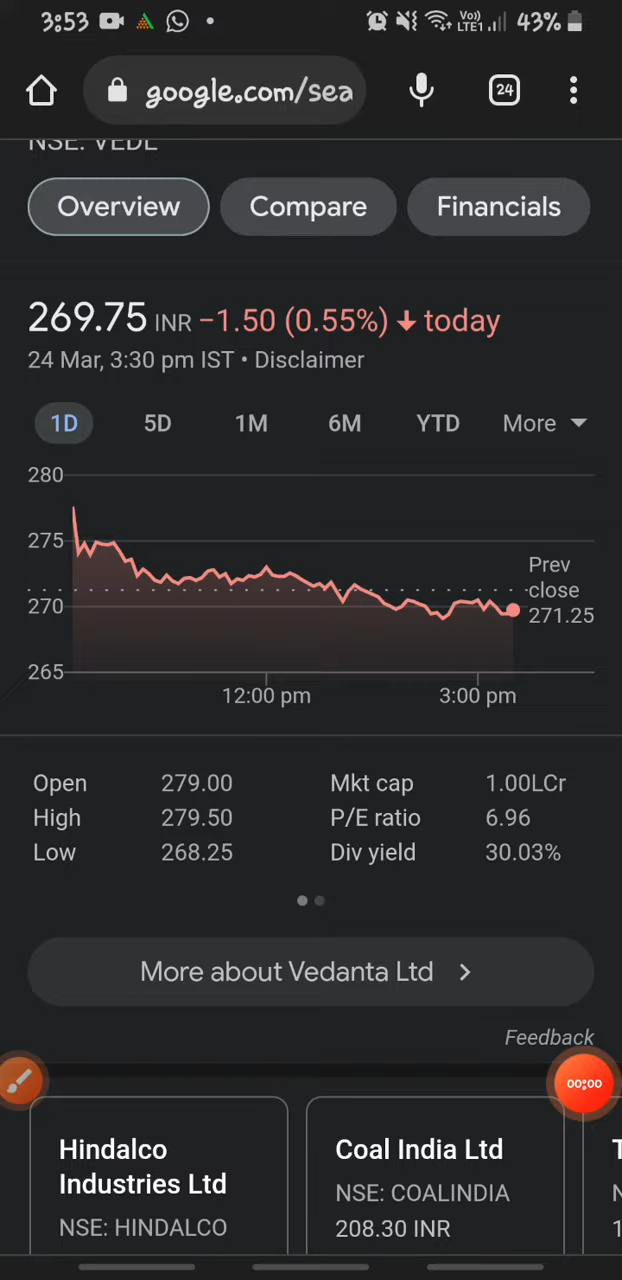 3:53
Vo))
LTE1
43%
google.com/sea
24
NSE: VEDL
Overview
Compare
Financials
269.75 INR −1.50 (0.55%) today
24 Mar, 3:30 pm IST • Disclaimer
1D 5D 1M 6M YTD More
280
275
270
265
Prev
close
271.25
12:00 pm
3:00 pm
Open 279.00 Mkt cap 1.00LCr
High 279.50 P/E ratio 6.96
Low 268.25 Div yield 30.03%
More about Vedanta Ltd
Feedback
00:00
Hindalco
Industries Ltd
NSE: HINDALCO
Coal India Ltd
NSE: COALINDIA
208.30 INR